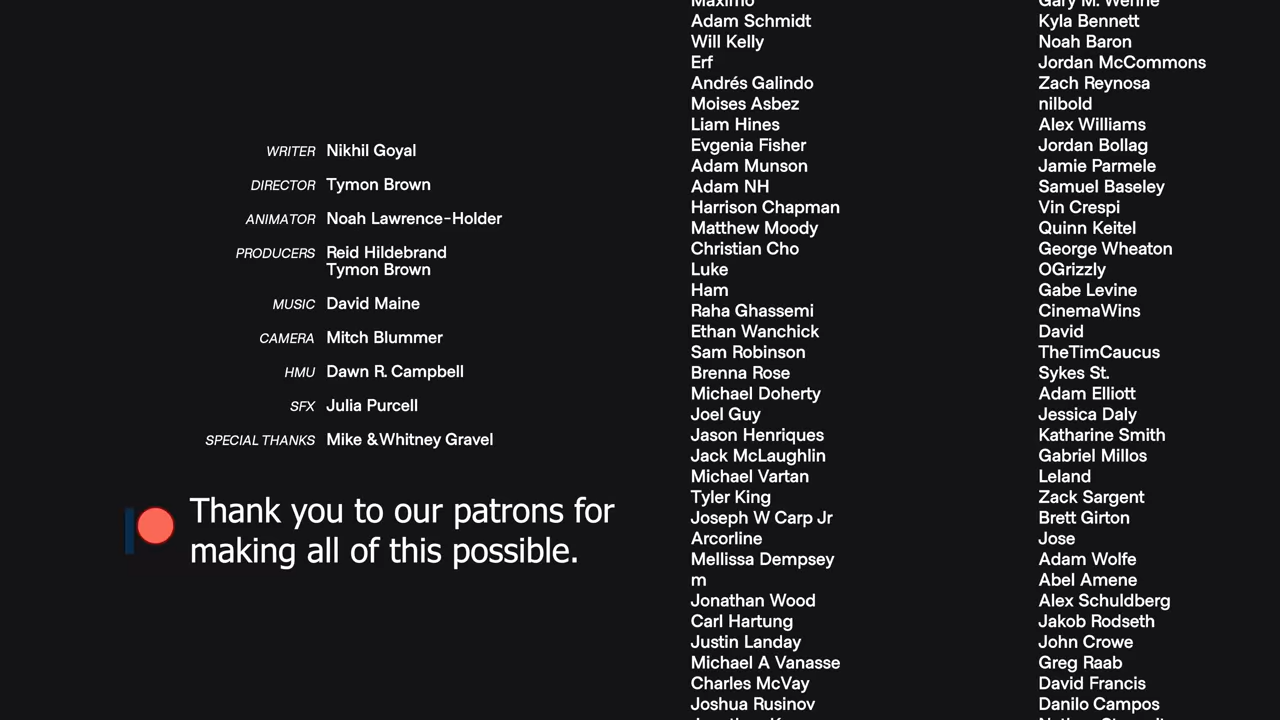 WRITER Nikhil Goyal
DIRECTOR Tymon Brown
ANIMATOR Noah Lawrence-Holder
PRODUCERS Reid Hildebrand
Tymon Brown
MUSIC David Maine
CAMERA Mitch Blummer
HMU Dawn R. Campbell
SFX Julia Purcell
SPECIAL THANKS Mike & Whitney Gravel
Thank you to our patrons for
making all of this possible.
Maximo
Adam Schmidt
Will Kelly
Erf
Andrés Galindo
Moises Asbez
Liam Hines
Evgenia Fisher
Adam Munson
Adam NH
Harrison Chapman
Matthew Moody
Christian Cho
Luke
Ham
Raha Ghassemi
Ethan Wanchick
Sam Robinson
Brenna Rose
Michael Doherty
Joel Guy
Jason Henriques
Jack McLaughlin
Michael Vartan
Tyler King
Joseph W Carp Jr
Arcorline
Mellissa Dempsey
m
Jonathan Wood
Carl Hartung
Justin Landay
Michael A Vanasse
Charles McVay
Joshua Rusinov
Gary M.
Kyla Bennett
Noah Baron
Jordan McCommons
Zach Reynosa
nilbold
Alex Williams
Jordan Bollag
Jamie Parmele
Samuel Baseley
Vin Crespi
Quinn Keitel
George Wheaton
OGrizzly
Gabe Levine
CinemaWins
David
TheTimCaucus
Sykes St.
Adam Elliott
Jessica Daly
Katharine Smith
Gabriel Millos
Leland
Zack Sargent
Brett Girton
Jose
Adam Wolfe
Abel Amene
Alex Schuldberg
Jakob Rodseth
John Crowe
Greg Raab
David Francis
Danilo Campos